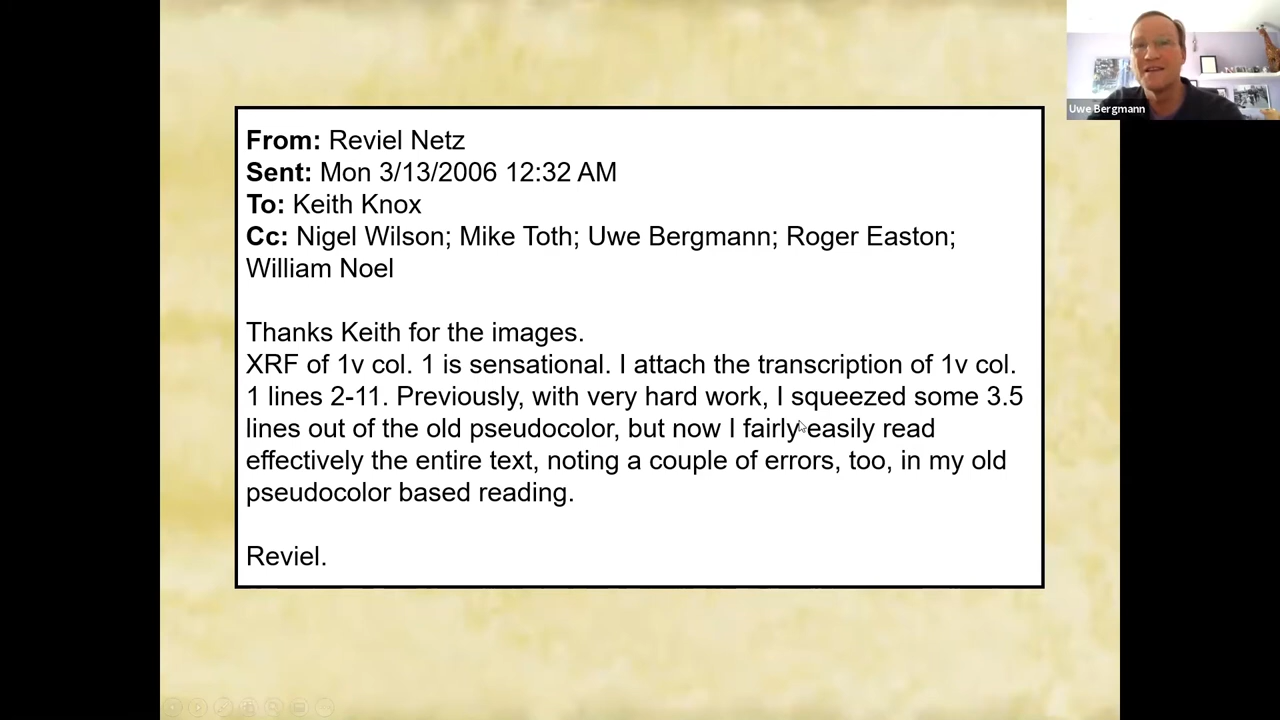 Uwe Bergmann
From: Reviel Netz
Sent: Mon 3/13/2006 12:32 AM
To: Keith Knox
Cc: Nigel Wilson; Mike Toth; Uwe Bergmann; Roger Easton;
William Noel
Thanks Keith for the images.
XRF of 1v col. 1 is sensational. I attach the transcription of 1v col.
1 lines 2-11. Previously, with very hard work, I squeezed some 3.5
lines out of the old pseudocolor, but now I fairly easily read
effectively the entire text, noting a couple of errors, too, in my old
pseudocolor based reading.
Reviel.